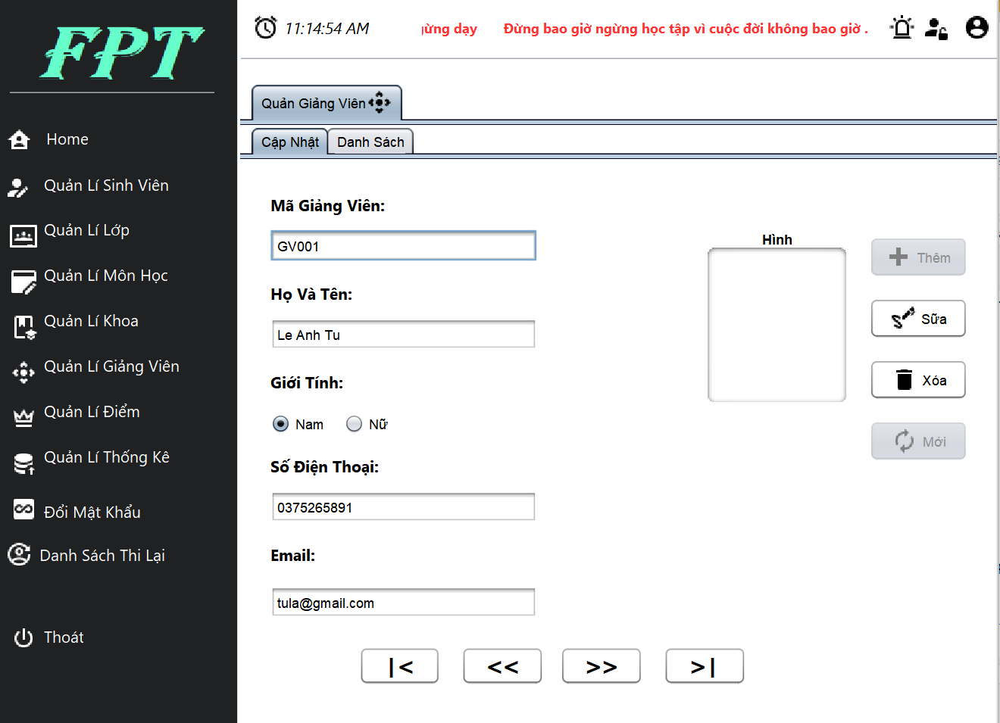 FPT
Home
Quản Lí Sinh Viên
Quản Lí Lớp
Quản Lí Môn Học
Quản Lí Khoa
Quản Lí Giảng Viên
Quản Lí Điểm
Quản Lí Thống Kê
Đổi Mật Khẩu
Danh Sách Thi Lại
Thoát
11:14:54 AM
dạy Đừng bao giờ ngừng học tập vì cuộc đời không bao giờ .
Quản Giảng Viên
Cập Nhật Danh Sách
Mã Giảng Viên:
GV001
Họ Và Tên:
Le Anh Tu
Giới Tính:
Nam Nữ
Số Điện Thoại:
0375265891
Email:
tula@gmail.com
Hình
Thêm
Sữa
Xóa
Mới
|< << >> >|